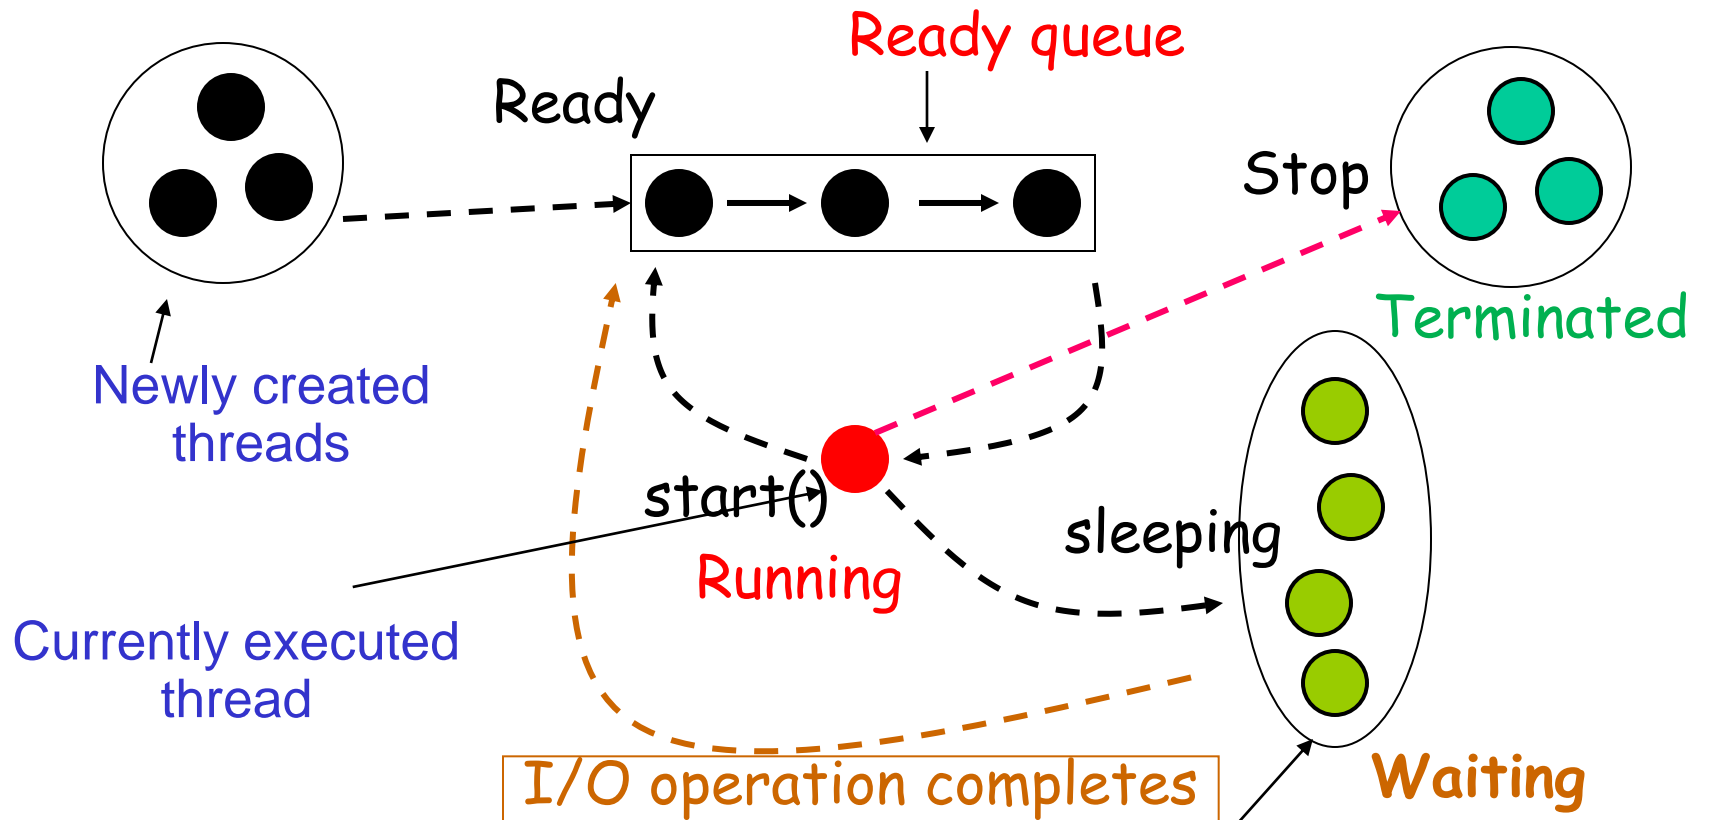 Ready queue
Ready
Stop
Terminated
Newly created
threads
start()
sleeping
Running
Currently executed
thread
I/O operation completes
Waiting